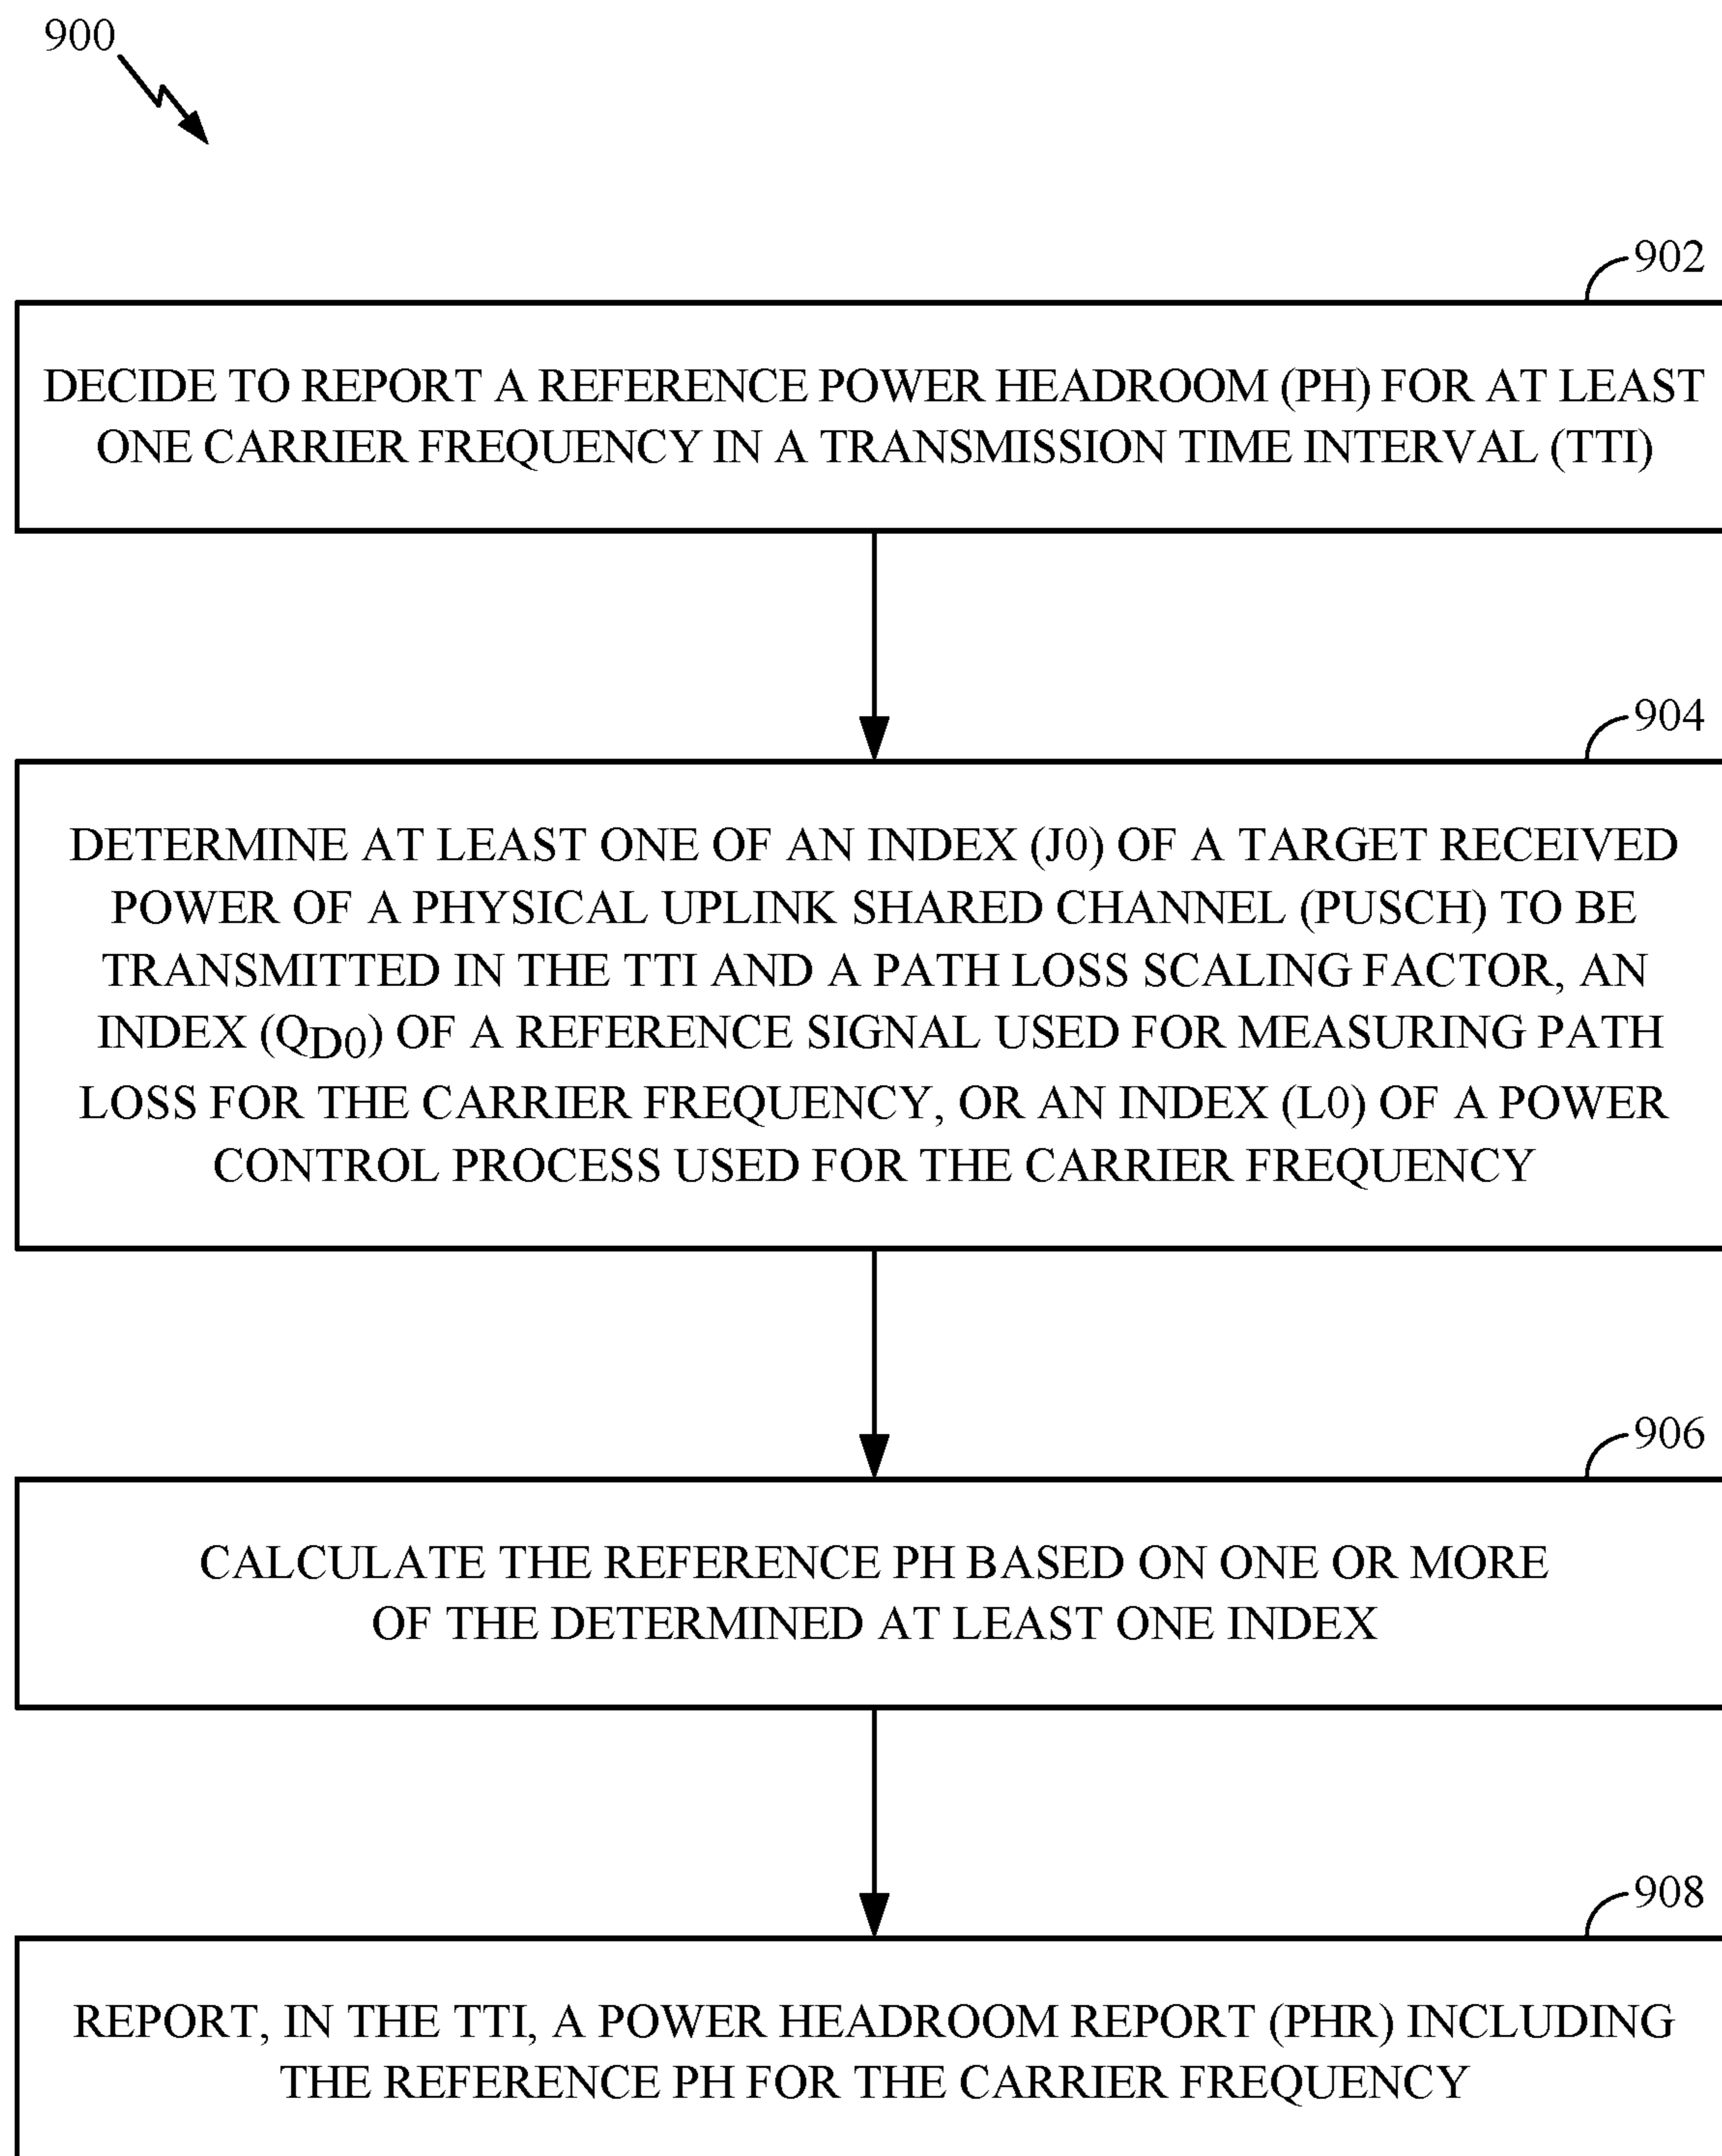 900
902
DECIDE TO REPORT A REFERENCE POWER HEADROOM (PH) FOR AT LEAST
ONE CARRIER FREQUENCY IN A TRANSMISSION TIME INTERVAL (TTI)
904
DETERMINE AT LEAST ONE OF AN INDEX (J0) OF A TARGET RECEIVED
POWER OF A PHYSICAL UPLINK SHARED CHANNEL (PUSCH) TO BE
TRANSMITTED IN THE TTI AND A PATH LOSS SCALING FACTOR, AN
INDEX (QD0) OF A REFERENCE SIGNAL USED FOR MEASURING PATH
LOSS FOR THE CARRIER FREQUENCY, OR AN INDEX (L0) OF A POWER
CONTROL PROCESS USED FOR THE CARRIER FREQUENCY
906
CALCULATE THE REFERENCE PH BASED ON ONE OR MORE
OF THE DETERMINED AT LEAST ONE INDEX
908
REPORT, IN THE TTI, A POWER HEADROOM REPORT (PHR) INCLUDING
THE REFERENCE PH FOR THE CARRIER FREQUENCY